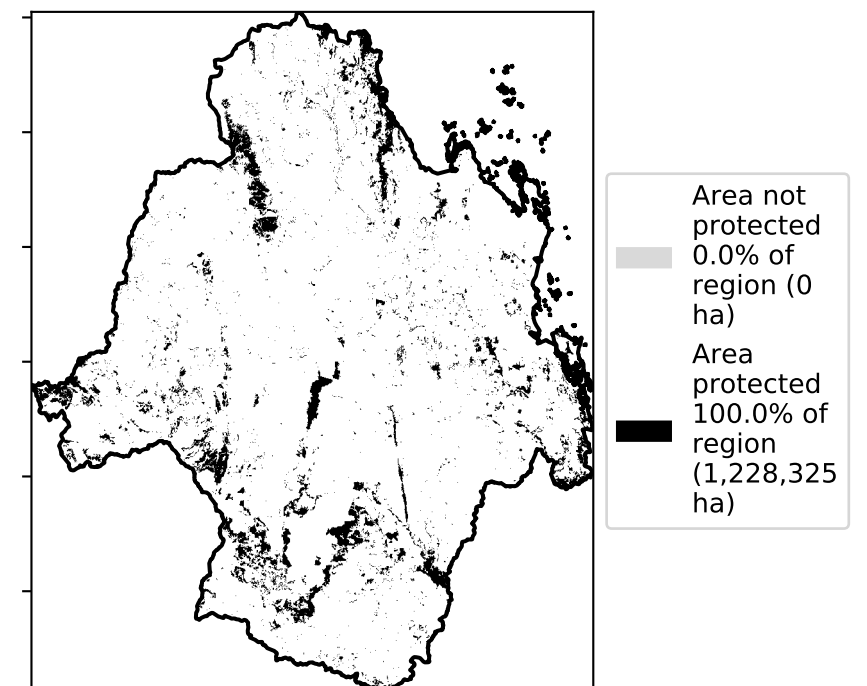 Area not
protected
0.0% of
region (0
ha)
Area
protected
100.0% of
region
(1,228,325
ha)